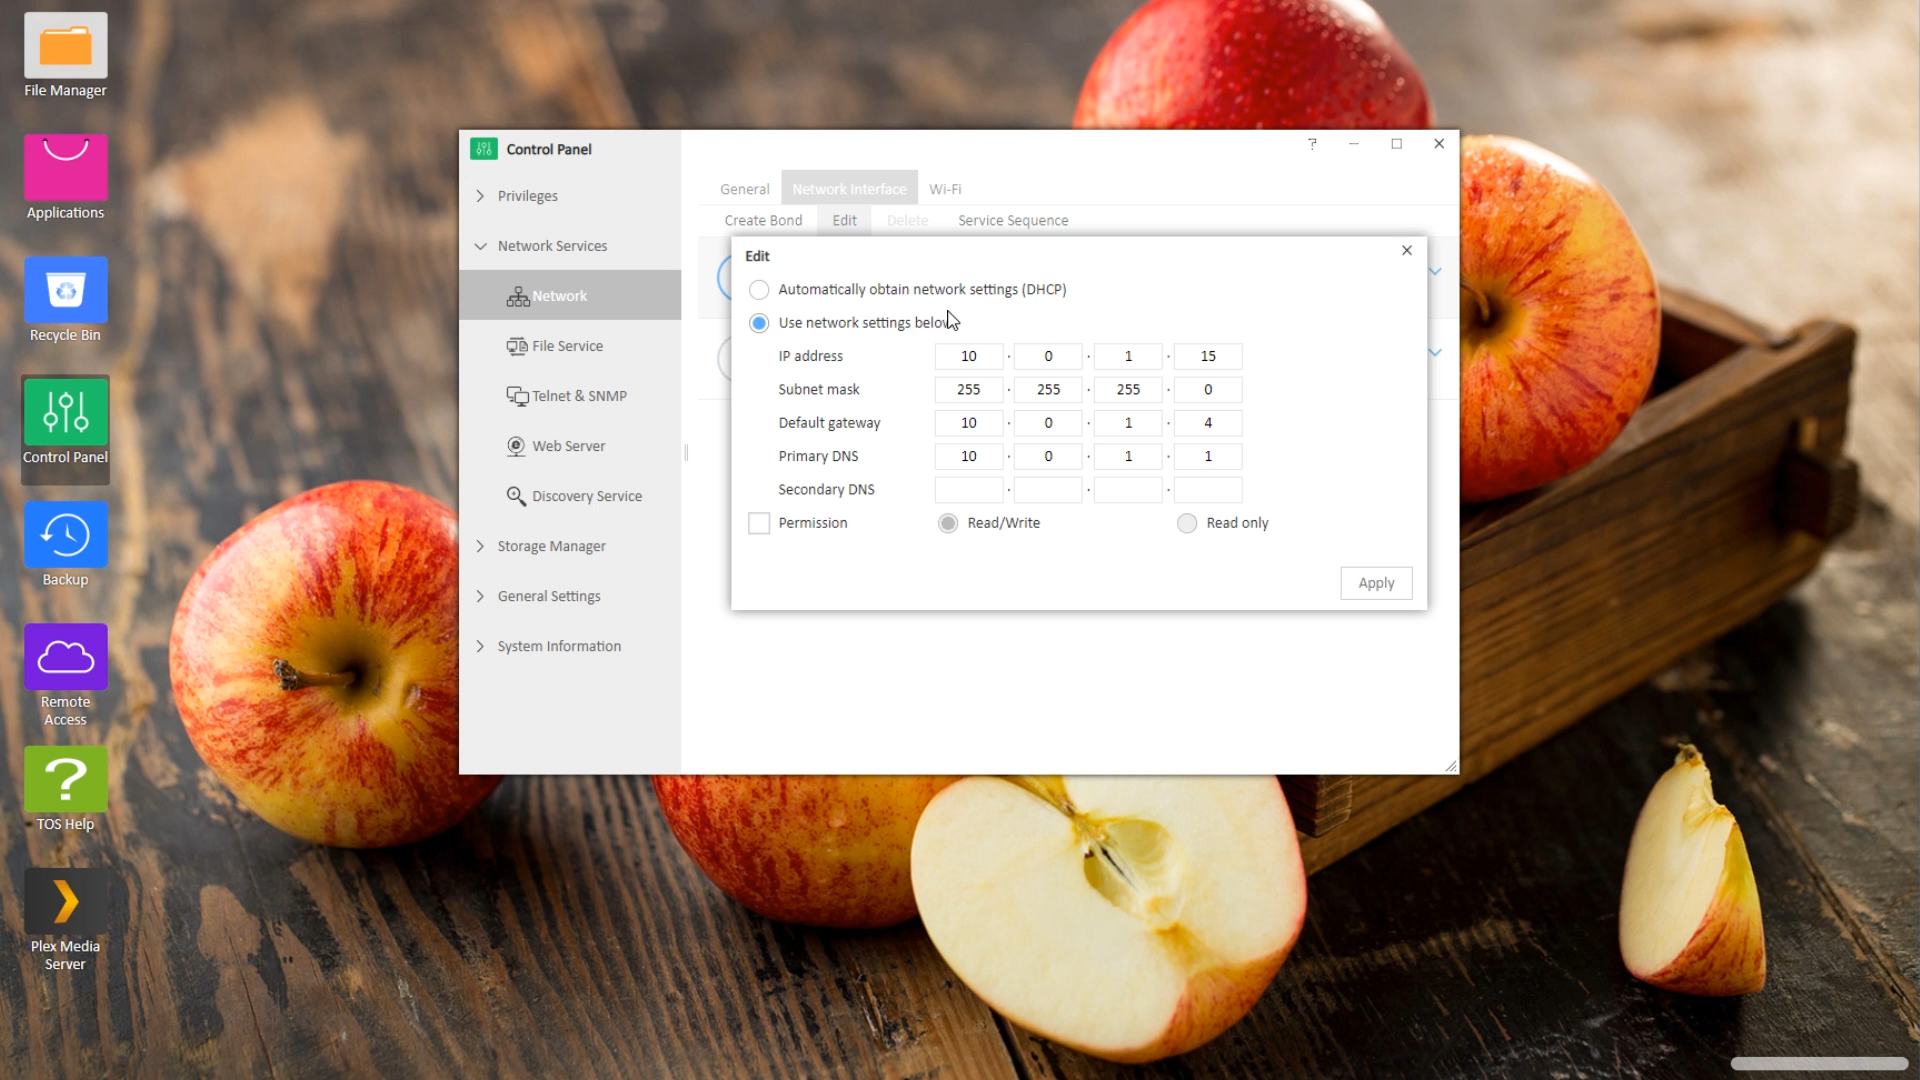 File Manager
Applications
Recycle Bin
Control Panel
Backup
Remote
Access
TOS Help
Plex Media
Server
Control Panel
?
Privileges
Network Services
Network
File Service
Telnet & SNMP
Web Server
Discovery Service
Storage Manager
General Settings
System Information
General Network Interface Wi-Fi
Create Bond Edit Delete Service Sequence
Edit
Automatically obtain network settings (DHCP)
Use network settings below
IP address 10 . 0 . 1 . 15
Subnet mask 255 . 255 . 255 . 0
Default gateway 10 . 0 . 1 . 4
Primary DNS 10 . 0 . 1 . 1
Secondary DNS . . .
Permission Read/Write Read only
Apply